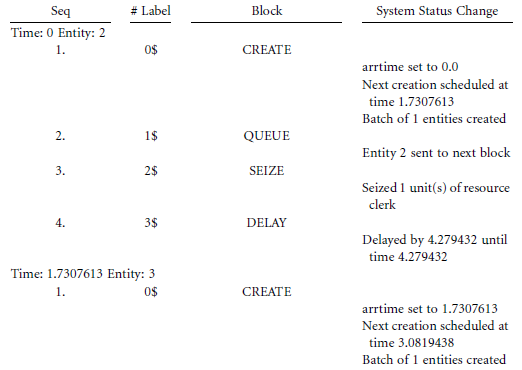 Seq # Label Block System Status Change
Time: 0 Entity: 2
1. 0$ CREATE
arrtime set to 0.0
Next creation scheduled at
time 1.7307613
Batch of 1 entities created
2. 1$ QUEUE
Entity 2 sent to next block
3. 2$ SEIZE
Seized 1 unit(s) of resource
clerk
4. 3$ DELAY
Delayed by 4.279432 until
time 4.279432
Time: 1.7307613 Entity: 3
1. 0$ CREATE
arrtime set to 1.7307613
Next creation scheduled at
time 3.0819438
Batch of 1 entities created